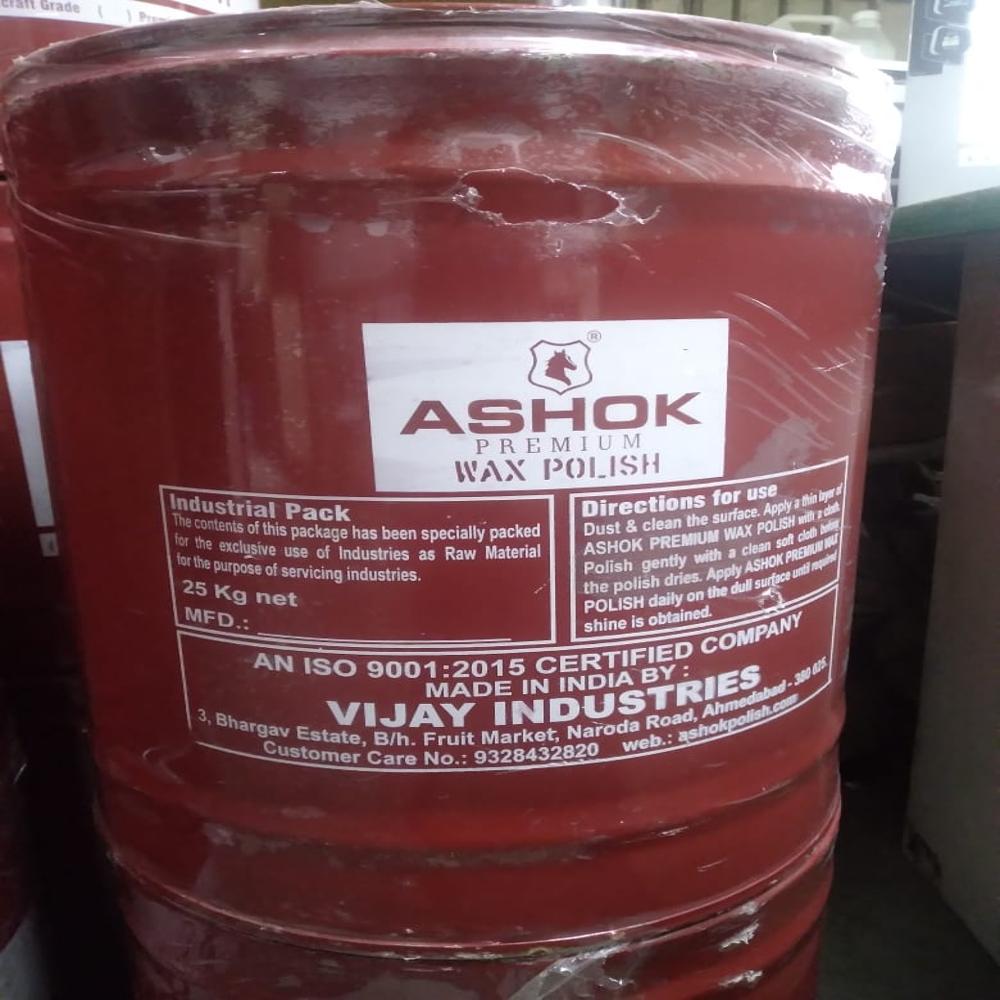 craft Grade ( ) Prem
®
ASHOK
PREMIUM
WAX POLISH
Industrial Pack
The contents of this package has been specially packed
for the exclusive use of Industries as Raw Material
for the purpose of servicing industries.
25 Kg net
MFD.:
Directions for use
Dust & clean the surface. Apply a thin layer of
ASHOK PREMIUM WAX POLISH with a cloth.
Polish gently with a clean soft cloth before
the polish dries. Apply ASHOK PREMIUM WAX
POLISH daily on the dull surface until required
shine is obtained.
AN ISO 9001:2015 CERTIFIED COMPANY
MADE IN INDIA BY :
VIJAY INDUSTRIES
3, Bhargav Estate, B/h. Fruit Market, Naroda Road, Ahmedabad - 380 025.
Customer Care No.: 9328432820 web.: ashokpolish.com